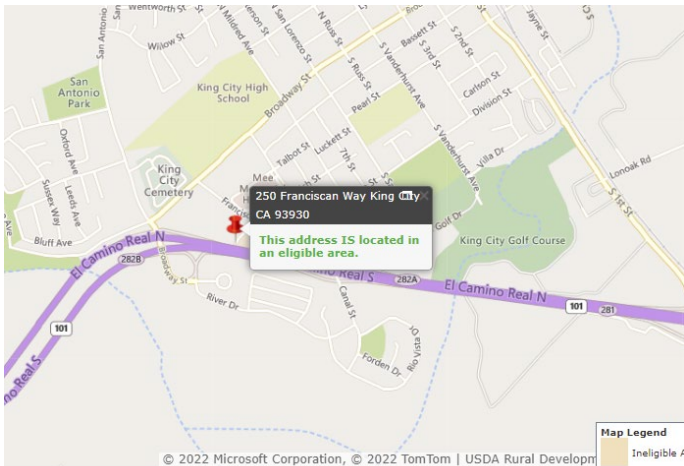 Wentworth St
San Antonio
N Mildred Ave
N San Lorenzo St
N Russ St
Bassett St
S 3rd St
S 2nd St
Jayne St
Willow St
San
Antonio
Park
King City High
School
Broadway St
S Russ St
S Vanderhurst Ave
Pearl St
Carlson St
Division St
Oxford Ave
Leeds Ave
Sussex Way
King
City
Cemetery
Talbot St
Luckett St
7th St
S Vanderhurst Ave
Villa Dr
Lonoak Rd
Mee
250 Franciscan Way King City
CA 93930
This address IS located in
an eligible area.
Golf Dr
King City Golf Course
S 1st St
Bluff Ave
El Camino Real N
282B
Broadway St
River Dr
Camino Real S
282A
El Camino Real N
101
281
101
Canal St
Rio Vista Dr
Forden Dr
Real S
Map Legend
Ineligible A
© 2022 Microsoft Corporation, © 2022 TomTom | USDA Rural Developm